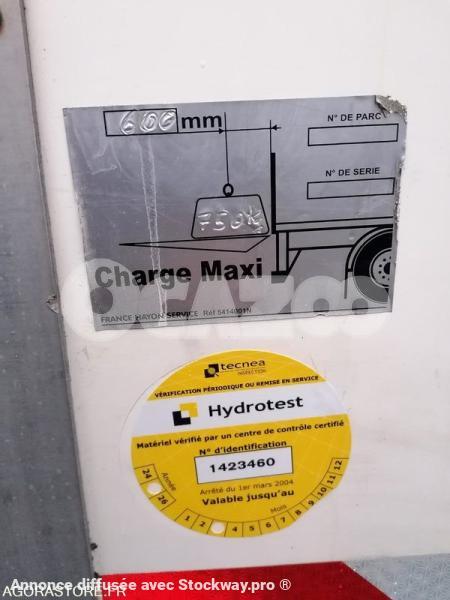 600 mm
N° DE PARC
N° DE SERIE
750k
Charge Maxi
FRANCE HAYON SERVICE Réf 5414001N
OCAZOO
tecnea
INSPECTION
VÉRIFICATION PÉRIODIQUE OU REMISE EN SERVICE
Hydrotest
Matériel vérifié par un centre de contrôle certifié
N° d'identification
1423460
Arrêté du 1er mars 2004
Valable jusqu'au
Année
24 26
Mois
1 2 4 5 6 7 8 9 10 11 12
Annonce diffusée avec Stockway.pro ®
AGORASTORE.FR